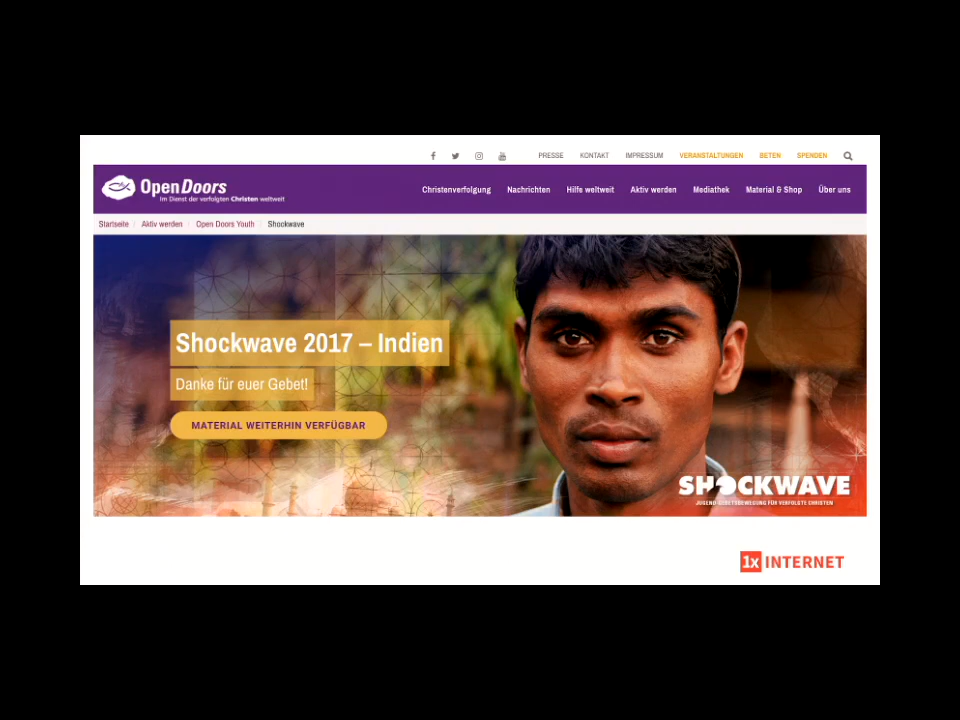 PRESSE KONTAKT IMPRESSUM VERANSTALTUNGEN BETEN SPENDEN
Open Doors
Im Dienst der verfolgten Christen weltweit
Christenverfolgung Nachrichten Hilfe weltweit Aktiv werden Mediathek Material & Shop Über uns
Startseite / Aktiv werden / Open Doors Youth / Shockwave
Shockwave 2017 – Indien
Danke für euer Gebet!
MATERIAL WEITERHIN VERFÜGBAR
SHOCKWAVE
JUGEND-GEBETSBEWEGUNG FÜR VERFOLGTE CHRISTEN
1x INTERNET